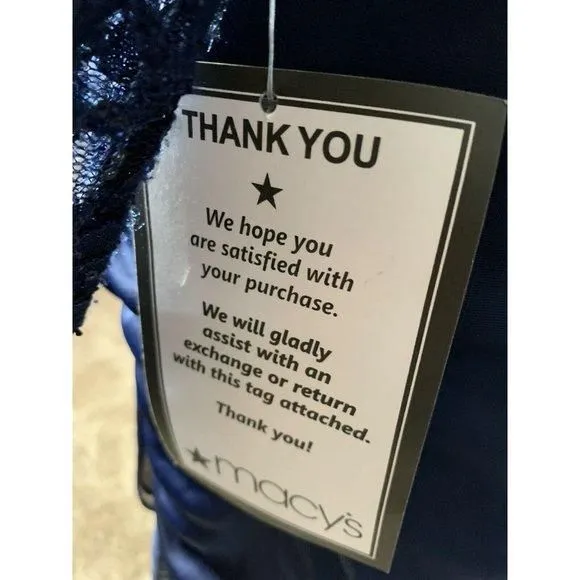 THANK YOU
We hope you
are satisfied with
your purchase.
We will gladly
assist with an
exchange or return
with this tag attached.
Thank you!
macy's